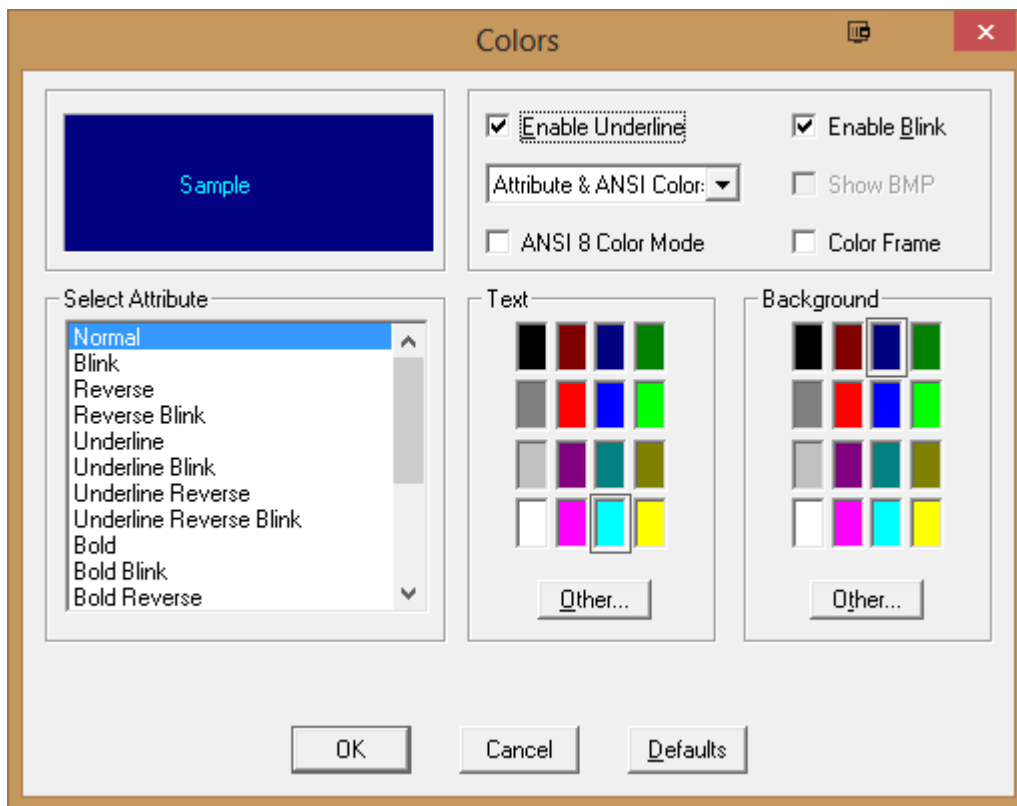 Colors
Sample
Enable Underline
Enable Blink
Attribute & ANSI Color:
Show BMP
ANSI 8 Color Mode
Color Frame
Select Attribute
Normal
Blink
Reverse
Reverse Blink
Underline
Underline Blink
Underline Reverse
Underline Reverse Blink
Bold
Bold Blink
Bold Reverse
Text
Other...
Background
Other...
OK
Cancel
Defaults